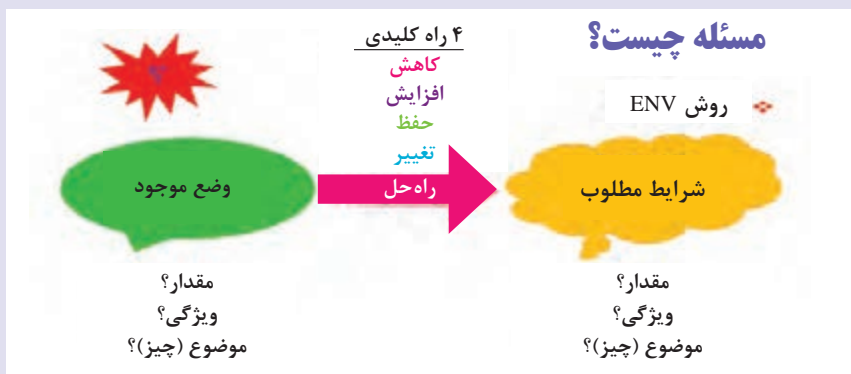 مسئله چیست؟
روش ENV
۴ راه کلیدی
کاهش
افزایش
حفظ
تغییر
راه‌حل
شرایط مطلوب
مقدار؟
ویژگی؟
موضوع (چیز)؟
؟
وضع موجود
مقدار؟
ویژگی؟
موضوع (چیز)؟